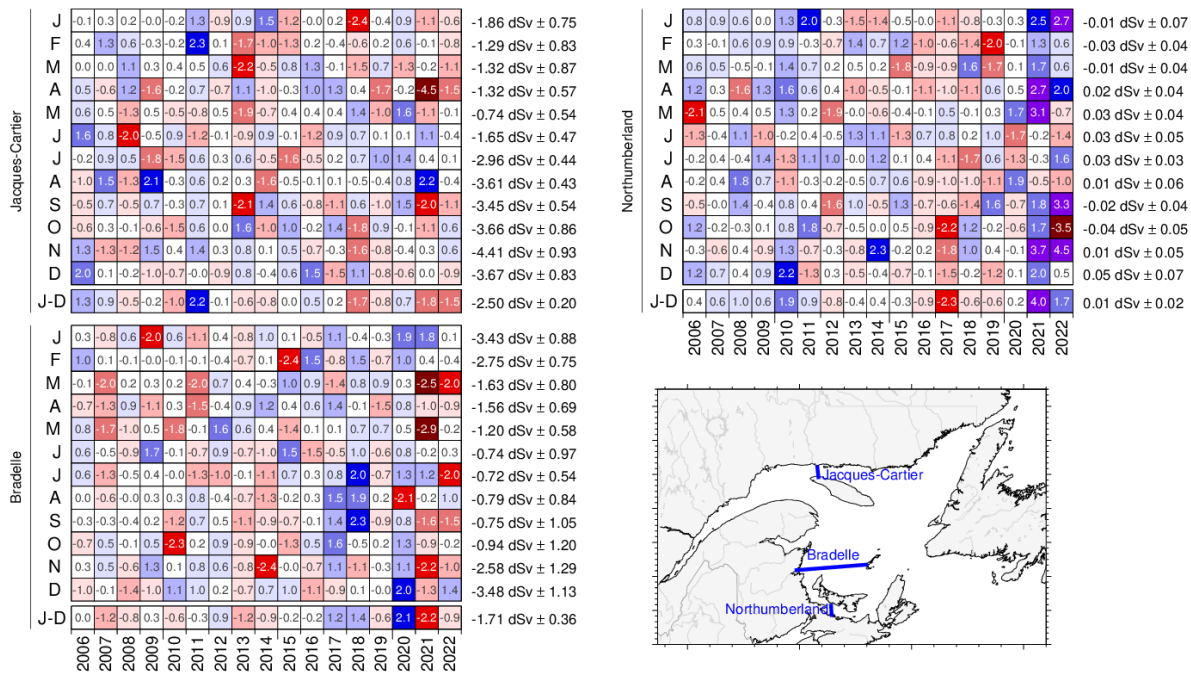 Jacques-Cartier
J -0.1 0.3 -0.2 -0.0 -0.2 1.3 -0.9 0.9 1.5 -1.2 -0.0 0.2 -2.4 -0.4 0.9 -1.1 -0.6 -1.86 dSv ± 0.75
F 0.4 1.3 0.6 -0.3 -0.2 2.3 0.1 -1.7 -1.0 -1.3 0.2 -0.4 -0.6 0.2 0.6 -0.1 -0.8 -1.29 dSv ± 0.83
M 0.0 0.0 1.1 0.3 0.4 0.5 0.6 -2.2 -0.3 0.8 1.3 -0.1 -1.5 0.7 -1.3 -0.2 -1.1 -1.32 dSv ± 0.87
A 0.5 -0.6 1.2 -1.6 -0.2 0.7 -0.7 1.1 -1.0 -0.3 1.0 1.3 0.4 -1.7 -0.2 -4.5 -1.5 -1.32 dSv ± 0.57
M 0.6 0.5 -1.3 0.5 -0.5 -0.8 0.5 -1.9 -0.7 0.4 -0.4 -0.4 1.4 -1.0 1.6 -1.1 -0.1 -0.74 dSv ± 0.54
J 1.6 0.8 -2.0 -0.5 0.9 -1.2 -0.1 -0.9 0.9 -0.1 -1.2 0.9 -0.7 0.1 0.1 1.1 -0.4 -1.65 dSv ± 0.47
J -0.2 0.9 0.5 -1.8 -1.5 0.6 0.3 0.6 -0.5 -1.6 -0.5 0.2 0.7 1.0 1.4 0.4 0.1 -2.96 dSv ± 0.44
A -1.0 1.5 -1.3 2.1 -0.3 0.6 0.2 0.3 -1.6 -0.5 -0.1 0.1 -0.5 -0.4 0.8 2.2 -0.4 -3.61 dSv ± 0.43
S -0.5 0.7 -0.5 0.7 -0.3 0.7 0.1 -2.1 1.4 0.6 -0.8 -1.1 0.6 -1.0 1.5 -2.0 -1.1 -3.45 dSv ± 0.54
O -0.6 -0.3 -0.1 -0.6 -1.5 0.6 0.0 1.6 -1.0 1.0 0.2 1.4 -1.8 0.9 -0.1 -1.1 0.6 -3.66 dSv ± 0.86
N 1.3 -1.3 -1.2 1.5 0.4 1.4 0.3 0.8 0.1 0.5 -0.7 -0.3 -1.6 -0.8 -0.4 0.3 -0.6 -4.41 dSv ± 0.93
D 2.0 0.1 -0.2 -1.0 -0.7 -0.0 -0.9 0.8 -0.4 0.6 1.5 -1.5 1.1 -0.8 -0.6 0.0 -0.9 -3.67 dSv ± 0.83
J-D 1.3 0.9 -0.5 -0.2 -1.0 2.2 -0.1 -0.6 -0.8 0.0 0.5 0.2 -1.7 -0.8 0.7 -1.8 -1.5 -2.50 dSv ± 0.20
Bradelle
J 0.3 -0.8 0.6 -2.0 0.6 -1.1 0.4 -0.8 1.0 0.1 -0.5 1.1 -0.4 -0.3 1.9 1.8 0.1 -3.43 dSv ± 0.88
F 1.0 0.1 -0.1 -0.0 -0.1 -0.1 -0.4 -0.7 0.1 -2.4 1.5 -0.8 1.5 -0.7 1.0 0.4 0.4 -2.75 dSv ± 0.75
M -0.1 -2.0 0.2 0.3 0.2 -2.0 0.7 0.4 -0.3 1.0 0.9 -1.4 0.8 0.9 0.3 -2.5 -2.0 -1.63 dSv ± 0.80
A -0.7 -1.3 0.9 -1.1 0.3 -1.5 -0.4 0.9 1.2 0.4 0.6 1.4 -0.1 -1.5 0.8 -1.0 -0.9 -1.56 dSv ± 0.69
M 0.8 -1.7 -1.0 0.5 -1.8 -0.1 1.6 0.6 0.4 -1.4 0.1 0.1 0.7 0.7 0.5 -2.9 -0.2 -1.20 dSv ± 0.58
J 0.6 -0.5 -0.9 1.7 -0.1 -0.7 0.9 -0.7 -1.0 1.5 -1.5 0.6 -0.5 -0.6 0.8 -0.2 0.3 -0.74 dSv ± 0.97
J 0.6 -1.3 -0.5 0.4 -0.0 -1.3 -1.0 0.1 -1.1 0.7 -0.3 0.8 2.0 -0.7 1.3 1.2 -2.0 -0.72 dSv ± 0.54
A 0.0 -0.6 -0.0 0.3 0.3 0.8 -0.4 -0.7 -1.3 -0.2 0.3 1.5 1.9 0.2 -2.1 -0.2 1.0 -0.79 dSv ± 0.84
S -0.3 -0.3 -0.4 0.2 -1.2 0.7 0.5 -1.1 -0.9 -0.7 -0.1 1.4 2.3 -0.9 0.8 -1.6 -1.5 -0.75 dSv ± 1.05
O -0.7 0.5 -0.1 0.5 -2.3 0.2 0.9 -0.9 -0.0 -1.3 0.5 1.6 -0.5 0.0 1.3 -0.9 -0.2 -0.94 dSv ± 1.20
N 0.3 0.5 -0.6 1.3 0.1 0.8 0.6 -0.8 -2.4 -0.0 -0.7 1.1 -1.1 -0.3 1.1 -2.2 -1.0 -2.58 dSv ± 1.29
D -1.0 -0.8 -1.4 -1.0 1.1 1.0 0.3 -0.7 0.7 1.0 -0.2 0.8 -0.3 0.0 2.0 -1.3 1.4 -3.48 dSv ± 1.13
J-D 0.0 -1.2 -0.8 0.3 -0.6 -0.3 0.9 -1.2 -0.9 -0.2 -0.2 1.2 1.4 -0.6 2.1 -2.2 -0.9 -1.71 dSv ± 0.36
2006 2007 2008 2009 2010 2011 2012 2013 2014 2015 2016 2017 2018 2019 2020 2021 2022
Northumberland
J 0.8 0.9 0.6 -0.0 1.3 2.0 -0.3 -1.5 -1.4 -0.5 -0.0 -1.1 -0.8 -0.3 0.3 2.5 2.7 -0.01 dSv ± 0.07
F 0.3 -0.1 0.6 0.9 0.9 -0.3 -0.4 1.4 0.7 1.2 -1.0 -0.6 -1.4 -2.0 -0.1 1.3 0.6 -0.03 dSv ± 0.04
M 0.6 0.5 -0.5 -0.1 1.4 0.7 -0.4 0.5 0.5 -1.8 -0.9 -0.9 1.6 -1.7 0.1 1.7 0.6 -0.01 dSv ± 0.04
A 1.2 0.3 -1.6 1.3 1.6 -0.3 0.6 -0.4 -1.0 -0.5 -1.1 -1.0 -1.1 0.6 0.5 2.7 2.0 0.02 dSv ± 0.04
M -2.1 0.5 0.4 -0.3 0.9 0.9 -1.2 -0.9 -0.2 -0.7 0.3 0.5 -0.1 -0.3 1.7 3.1 -0.7 0.03 dSv ± 0.04
J -1.3 -0.4 1.1 -1.0 -0.2 0.4 -0.5 1.3 1.1 -1.3 0.7 0.8 0.2 1.0 -1.7 -0.2 -1.4 0.03 dSv ± 0.05
J -0.2 0.4 -0.4 1.4 -1.3 1.1 1.0 -0.0 1.2 0.1 0.4 -1.1 -1.7 0.6 -1.3 -0.3 1.6 0.03 dSv ± 0.03
A -0.2 0.4 1.8 0.7 -1.1 -0.3 -0.2 -0.5 0.7 0.6 -0.9 -1.0 -1.0 -1.1 1.9 -0.5 -1.0 0.01 dSv ± 0.06
S -0.5 -0.0 1.4 -0.4 0.8 0.6 -1.6 1.0 -0.5 1.3 -0.7 -0.6 -1.4 1.6 -0.7 1.8 3.3 -0.02 dSv ± 0.04
O 1.2 -0.2 0.3 -0.1 0.8 1.8 -0.8 -0.0 0.6 -0.5 0.6 -2.2 1.2 -0.6 -0.2 1.7 -3.5 -0.04 dSv ± 0.05
N -0.3 -0.6 0.4 -0.9 1.3 -0.7 0.3 -0.5 2.3 -0.2 0.2 -1.8 1.0 -0.4 -0.1 3.7 4.5 0.01 dSv ± 0.05
D 1.2 0.7 0.4 0.9 2.2 -1.3 0.3 -0.5 -0.5 -0.7 -0.4 -1.5 -0.2 -1.2 0.1 2.0 0.5 0.05 dSv ± 0.07
J-D 0.4 0.6 1.0 0.6 1.9 0.9 -0.8 -0.4 0.4 -0.3 -0.9 -2.3 -0.6 -0.6 0.2 4.0 1.7 0.01 dSv ± 0.02
2006 2007 2008 2009 2010 2011 2012 2013 2014 2015 2016 2017 2018 2019 2020 2021 2022
Jacques-Cartier
Bradelle
Northumberland